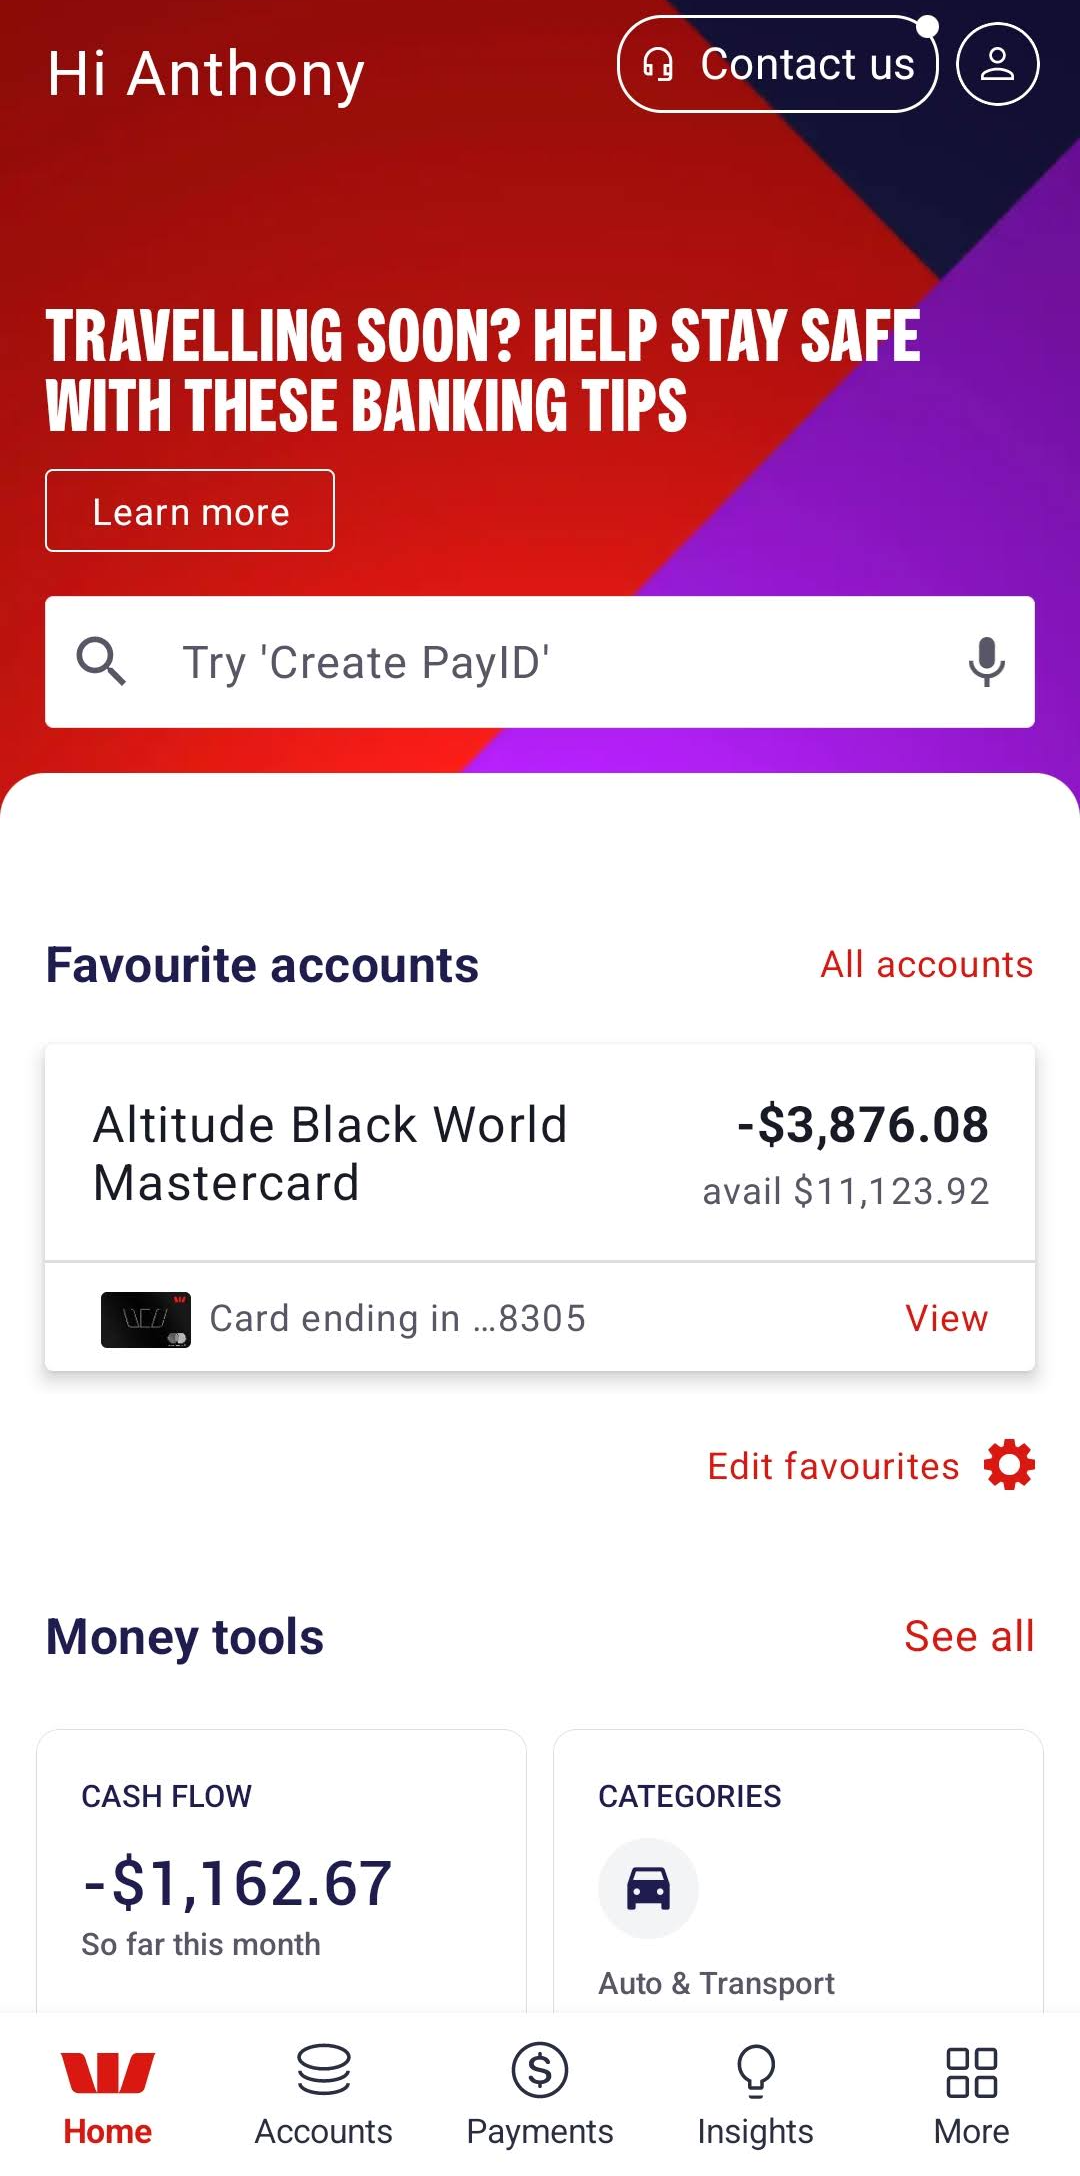 Hi Anthony
Contact us
TRAVELLING SOON? HELP STAY SAFE
WITH THESE BANKING TIPS
Learn more
Try 'Create PayID'
Favourite accounts
All accounts
Altitude Black World
Mastercard
-$3,876.08
avail $11,123.92
Card ending in ...8305
View
Edit favourites
Money tools
See all
CASH FLOW
-$1,162.67
So far this month
CATEGORIES
Auto & Transport
Home
Accounts
Payments
Insights
More